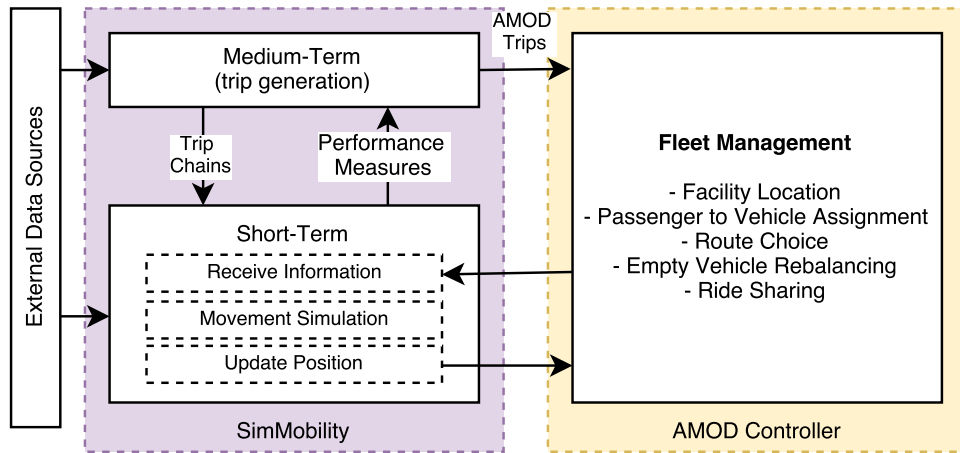 External Data Sources
Medium-Term
(trip generation)
AMOD
Trips
Trip
Chains
Performance
Measures
Short-Term
Receive Information
Movement Simulation
Update Position
SimMobility
Fleet Management
- Facility Location
- Passenger to Vehicle Assignment
- Route Choice
- Empty Vehicle Rebalancing
- Ride Sharing
AMOD Controller